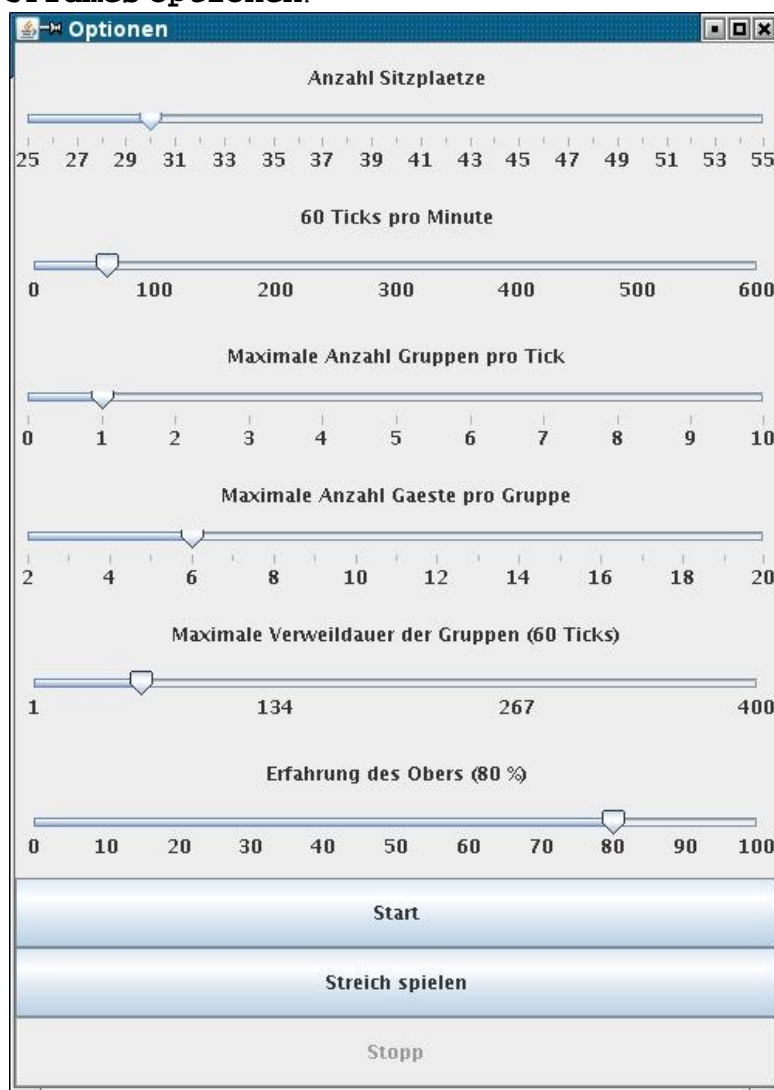 Optionen
Anzahl Sitzplaetze
25 27 29 31 33 35 37 39 41 43 45 47 49 51 53 55
60 Ticks pro Minute
0 100 200 300 400 500 600
Maximale Anzahl Gruppen pro Tick
0 1 2 3 4 5 6 7 8 9 10
Maximale Anzahl Gaeste pro Gruppe
2 4 6 8 10 12 14 16 18 20
Maximale Verweildauer der Gruppen (60 Ticks)
1 134 267 400
Erfahrung des Obers (80 %)
0 10 20 30 40 50 60 70 80 90 100
Start
Streich spielen
Stopp